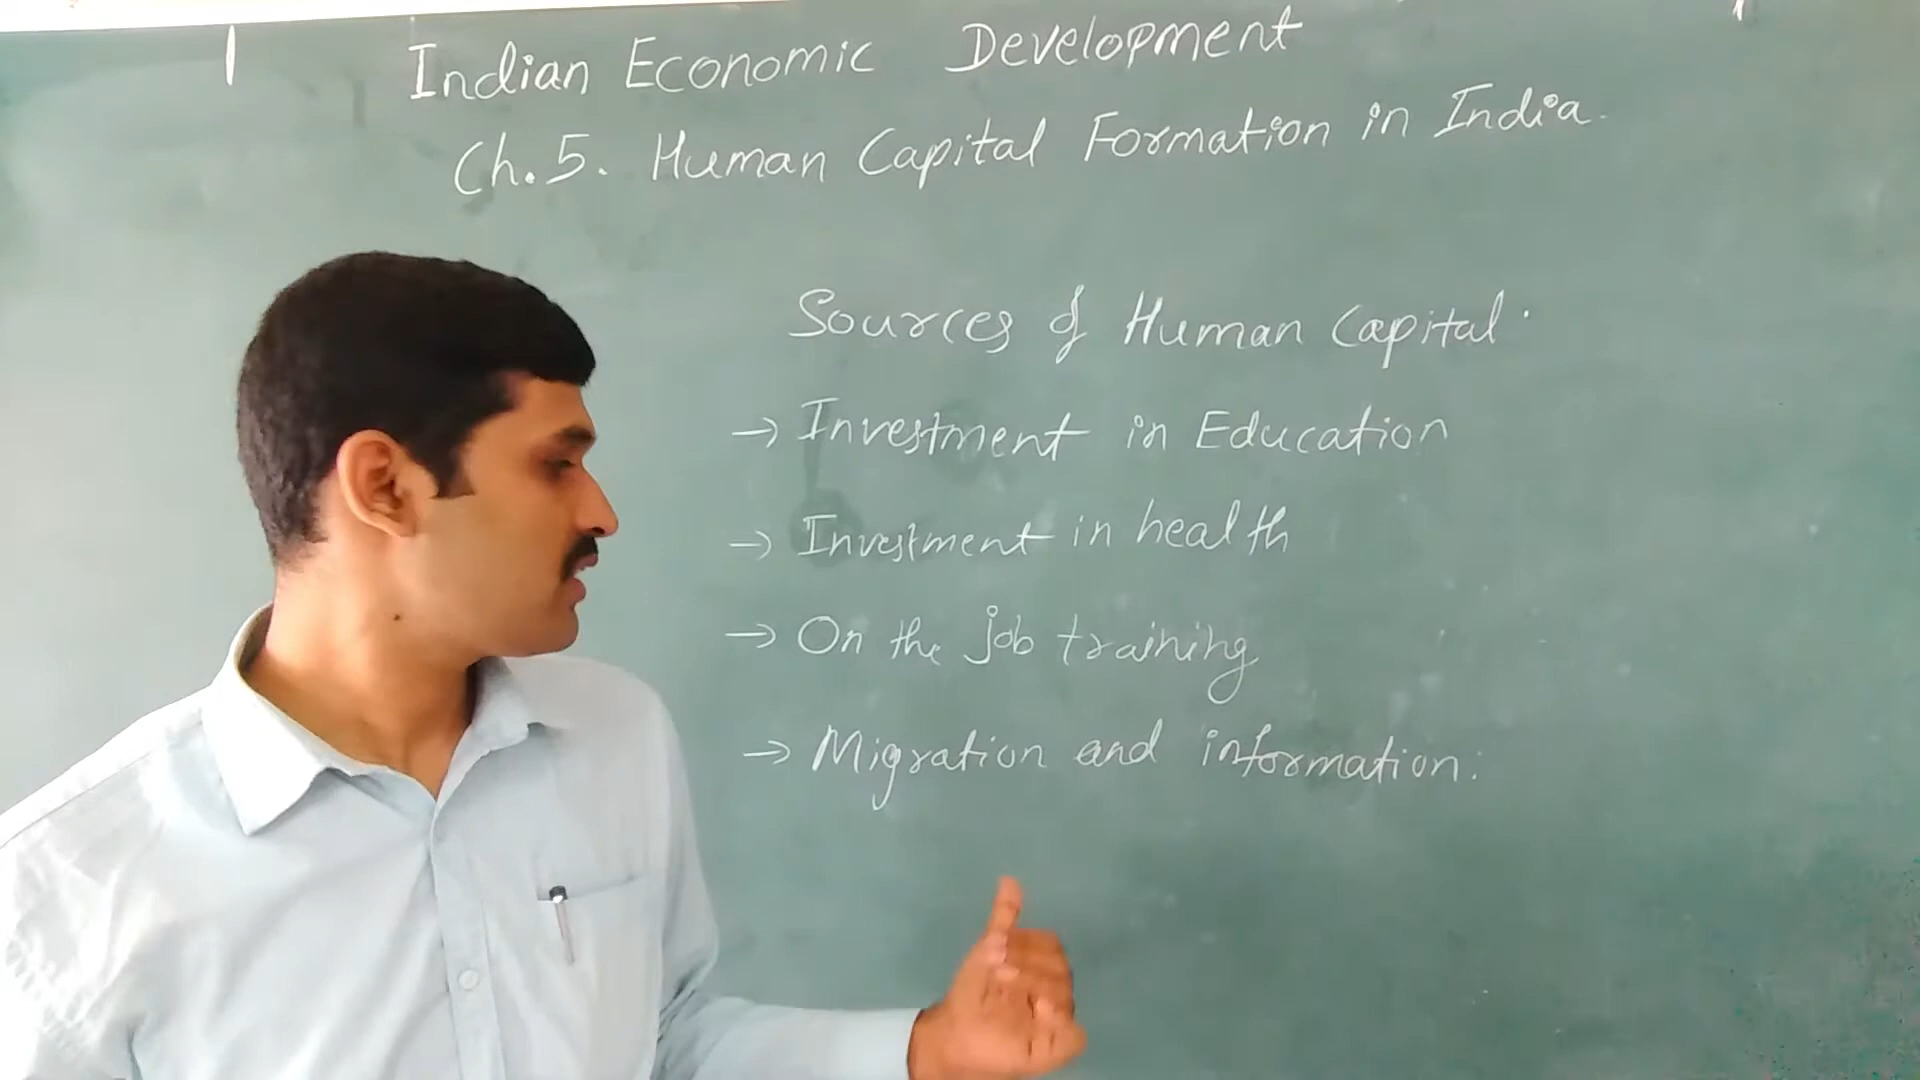 Indian Economic Development
Ch.5. Human Capital Formation in India.
Sources of Human Capital.
→ Investment in Education
→ Investment in health
→ On the job training
→ Migration and information.